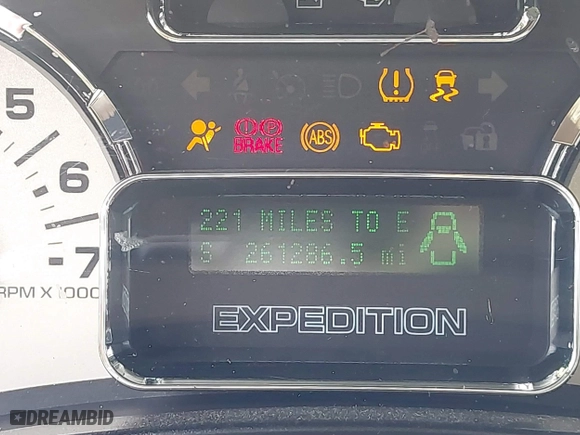 5
6
7
RPM X 1000
BRAKE
ABS
221 MILES TO E
S 261286.5 mi
EXPEDITION
DREAMBID